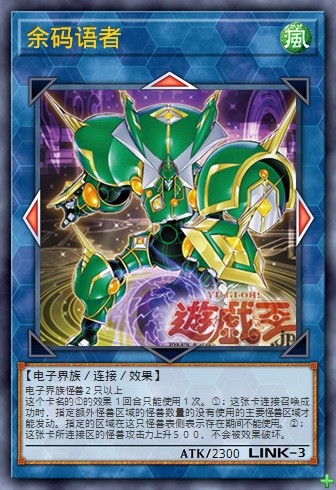 余码语者
風
YU-GI-OH!
遊戯王
.JP
【电子界族／连接／效果】
电子界族怪兽2只以上
这个卡名的①的效果1回合只能使用1次。①：这张卡连接召唤成
功时，指定额外怪兽区域的怪兽数量的没有使用的主要怪兽区域才
能发动。指定的区域在这只怪兽表侧表示存在期间不能使用。②：
这张卡所连接区的怪兽攻击力上升５００，不会被效果破坏。
ATK/2300 LINK-3